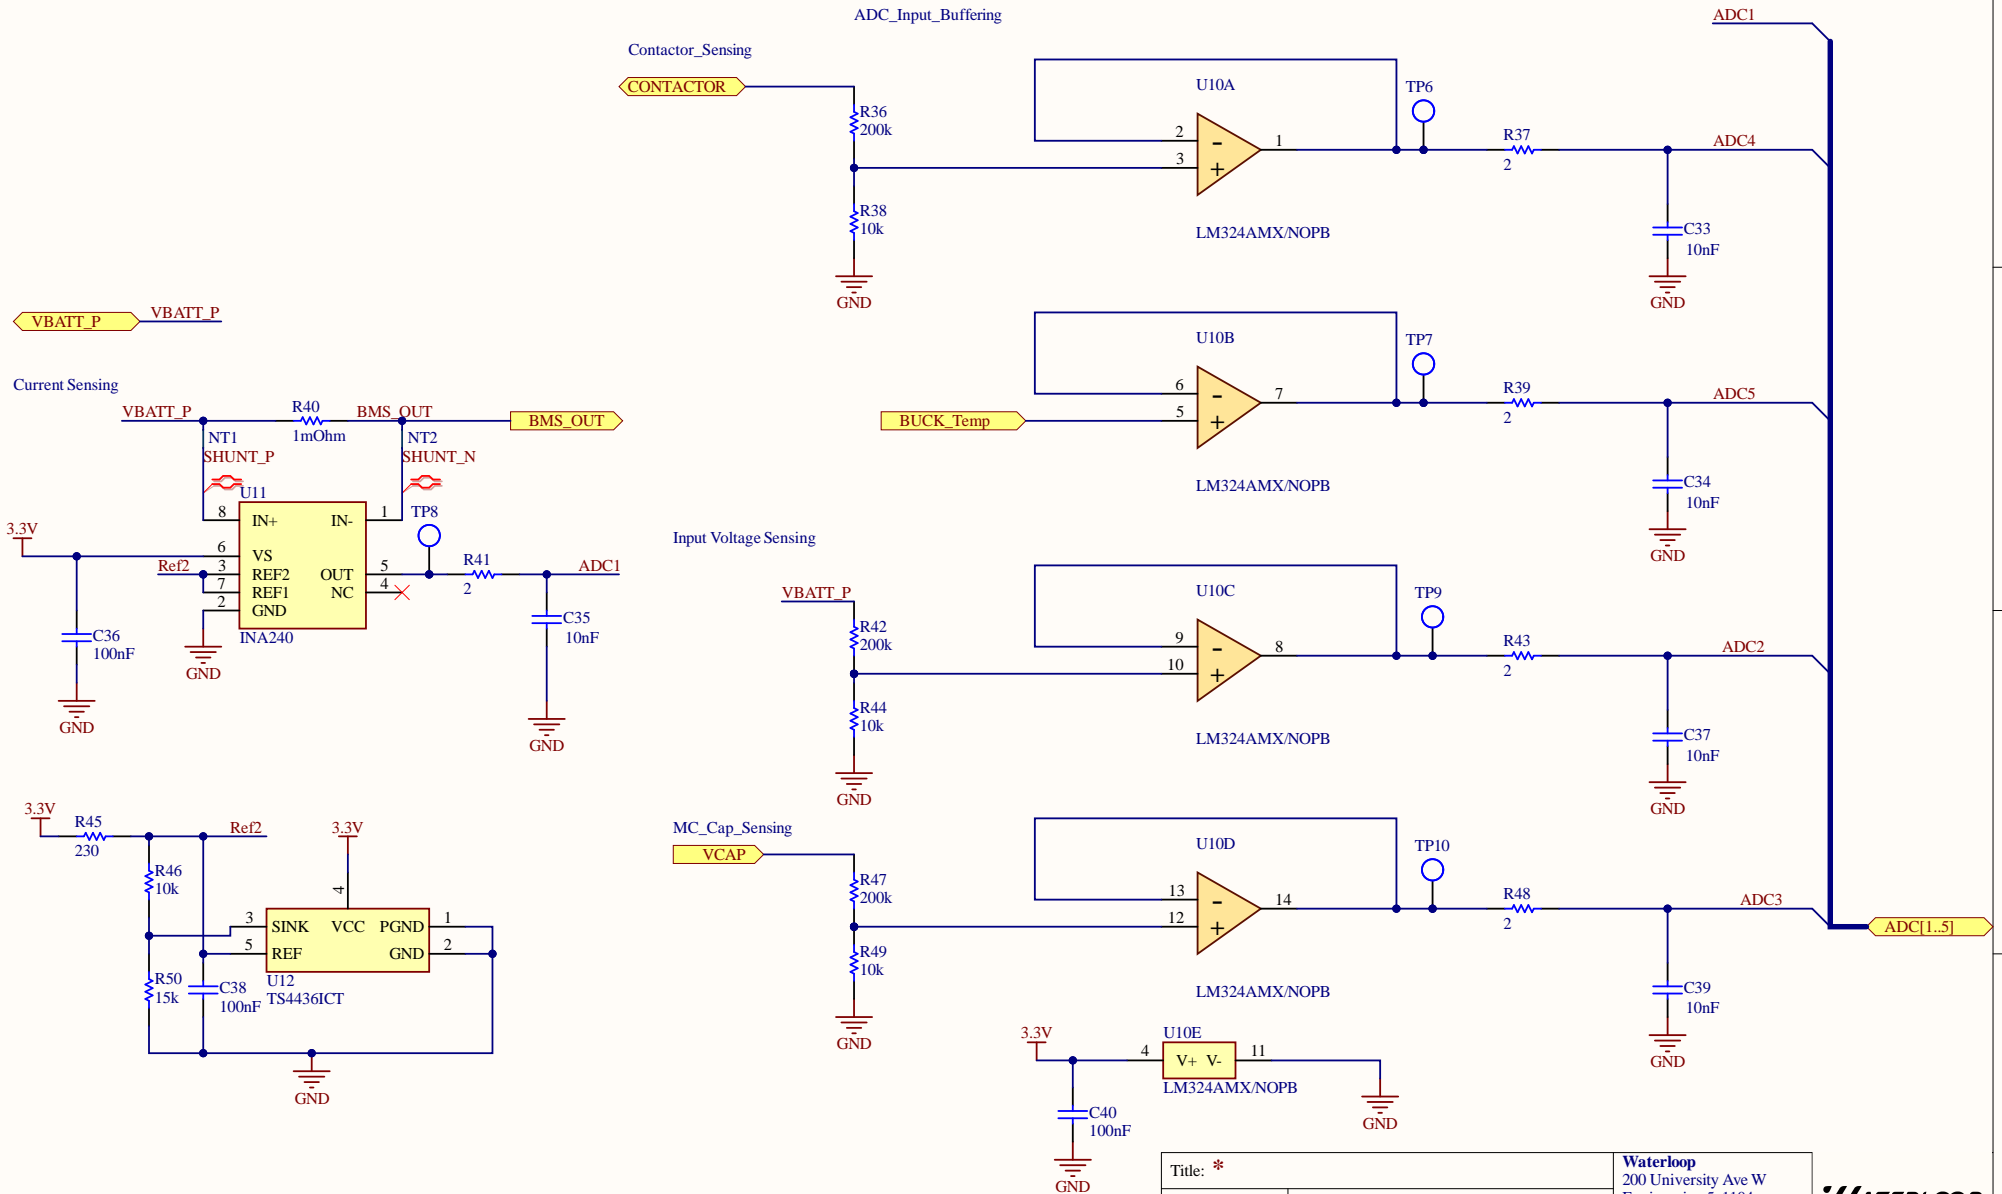 ADC_Input_Buffering
ADC1
Contactor_Sensing
CONTACTOR
R36
200k
R38
10k
GND
U10A
2
3
1
-
+
LM324AMX/NOPB
TP6
R37
2
ADC4
C33
10nF
GND
VBATT_P
VBATT_P
Current Sensing
VBATT_P
R40
1mOhm
BMS_OUT
BMS_OUT
NT1
SHUNT_P
NT2
SHUNT_N
U11
8
IN+
IN-
1
6
VS
3
REF2
OUT
5
7
REF1
NC
4
2
GND
INA240
3.3V
Ref2
C36
100nF
GND
GND
TP8
R41
2
ADC1
C35
10nF
GND
BUCK_Temp
U10B
6
5
7
-
+
LM324AMX/NOPB
TP7
R39
2
ADC5
C34
10nF
GND
Input Voltage Sensing
VBATT_P
R42
200k
R44
10k
GND
U10C
9
10
8
-
+
LM324AMX/NOPB
TP9
R43
2
ADC2
C37
10nF
GND
3.3V
R45
230
Ref2
3.3V
R46
10k
4
3
SINK
VCC
PGND
1
5
REF
GND
2
U12
TS4436ICT
R50
15k
C38
100nF
GND
MC_Cap_Sensing
VCAP
R47
200k
R49
10k
GND
U10D
13
12
14
-
+
LM324AMX/NOPB
TP10
R48
2
ADC3
ADC[1..5]
C39
10nF
GND
3.3V
U10E
4
V+ V-
11
LM324AMX/NOPB
C40
100nF
GND
GND
Title: *
Waterloop
200 University Ave W